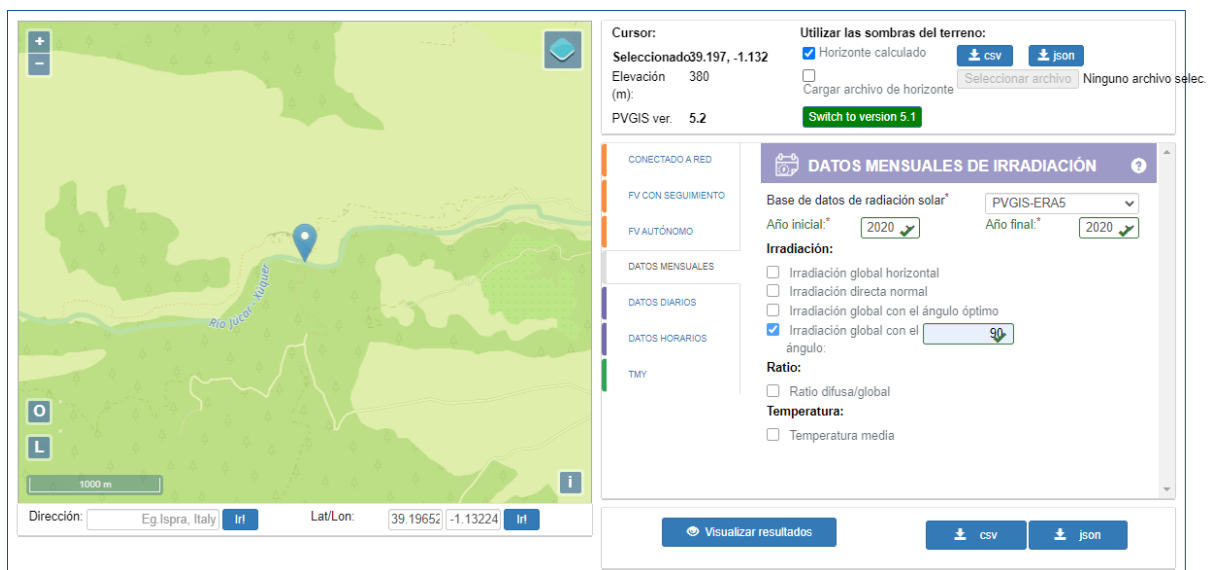 +
−
Río Júcar - Xúquer
O
L
1000 m
i
Dirección: Eg.Ispra, Italy Ir! Lat/Lon: 39.19652 -1.13224 Ir!
Cursor:
Seleccionado39.197, -1.132
Elevación 380
(m):
PVGIS ver. 5.2
Utilizar las sombras del terreno:
Horizonte calculado csv json
Cargar archivo de horizonte Seleccionar archivo Ninguno archivo selec.
Switch to version 5.1
CONECTADO A RED
FV CON SEGUIMIENTO
FV AUTÓNOMO
DATOS MENSUALES
DATOS DIARIOS
DATOS HORARIOS
TMY
DATOS MENSUALES DE IRRADIACIÓN ?
Base de datos de radiación solar* PVGIS-ERA5
Año inicial:* 2020 Año final:* 2020
Irradiación:
Irradiación global horizontal
Irradiación directa normal
Irradiación global con el ángulo óptimo
Irradiación global con el 90
ángulo:
Ratio:
Ratio difusa/global
Temperatura:
Temperatura media
Visualizar resultados csv json